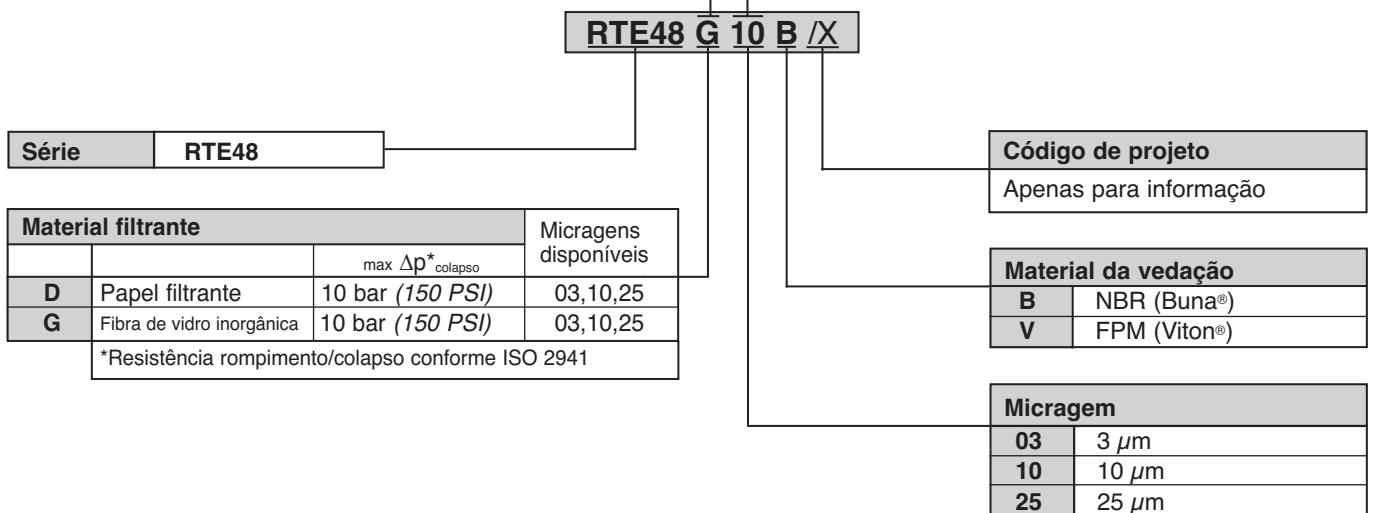 RTE48 G 10 B /X
Série RTE48
Código de projeto
Apenas para informação
Material filtrante Micragens disponíveis
max Δp*colapso
D Papel filtrante 10 bar (150 PSI) 03,10,25
G Fibra de vidro inorgânica 10 bar (150 PSI) 03,10,25
*Resistência rompimento/colapso conforme ISO 2941
Material da vedação
B NBR (Buna®)
V FPM (Viton®)
Micragem
03 3 µm
10 10 µm
25 25 µm